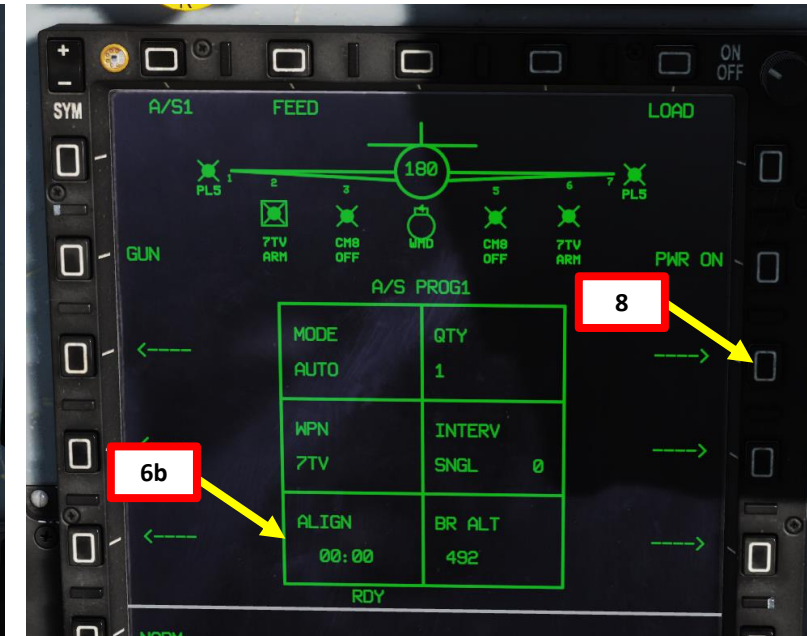 R
+
−
SYM
ON
OFF
A/S1 FEED LOAD
180
PL5 1 2 3 5 6 7 PL5
7TV ARM
CM8 OFF
WMD
CM8 OFF
7TV ARM
GUN
PWR ON
A/S PROG1
8
MODE
AUTO
QTY
1
<----
---->
WPN
7TV
INTERV
SNGL 0
---->
6b
ALIGN
00:00
BR ALT
492
<----
---->
RDY
NORM